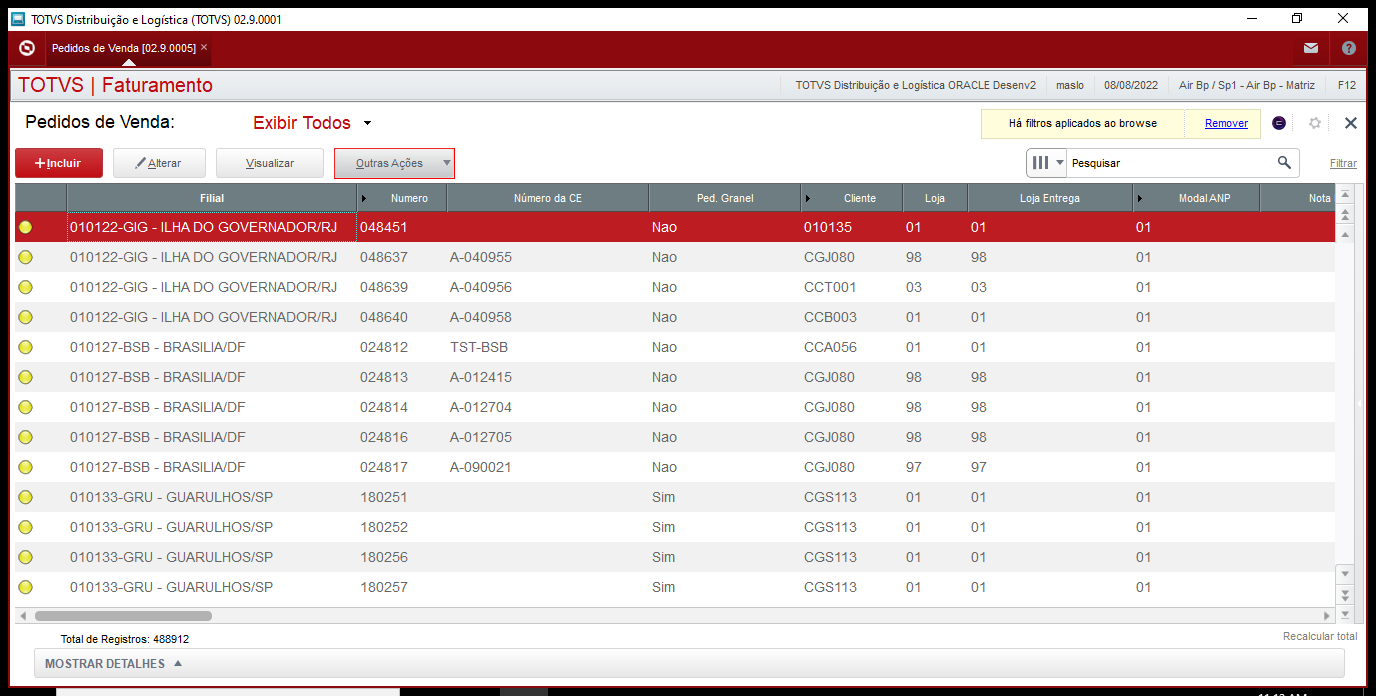 TOTVS Distribuição e Logística (TOTVS) 02.9.0001
Pedidos de Venda [02.9.0005] ×
TOTVS | Faturamento
TOTVS Distribuição e Logística ORACLE Desenv2 maslo 08/08/2022 Air Bp / Sp1 - Air Bp - Matriz F12
Pedidos de Venda: Exibir Todos Há filtros aplicados ao browse Remover
+Incluir Alterar Visualizar Outras Ações Pesquisar Filtrar
Filial Numero Número da CE Ped. Granel Cliente Loja Loja Entrega Modal ANP Nota
010122-GIG - ILHA DO GOVERNADOR/RJ 048451 Nao 010135 01 01 01
010122-GIG - ILHA DO GOVERNADOR/RJ 048637 A-040955 Nao CGJ080 98 98 01
010122-GIG - ILHA DO GOVERNADOR/RJ 048639 A-040956 Nao CCT001 03 03 01
010122-GIG - ILHA DO GOVERNADOR/RJ 048640 A-040958 Nao CCB003 01 01 01
010127-BSB - BRASILIA/DF 024812 TST-BSB Nao CCA056 01 01 01
010127-BSB - BRASILIA/DF 024813 A-012415 Nao CGJ080 98 98 01
010127-BSB - BRASILIA/DF 024814 A-012704 Nao CGJ080 98 98 01
010127-BSB - BRASILIA/DF 024816 A-012705 Nao CGJ080 98 98 01
010127-BSB - BRASILIA/DF 024817 A-090021 Nao CGJ080 97 97 01
010133-GRU - GUARULHOS/SP 180251 Sim CGS113 01 01 01
010133-GRU - GUARULHOS/SP 180252 Sim CGS113 01 01 01
010133-GRU - GUARULHOS/SP 180256 Sim CGS113 01 01 01
010133-GRU - GUARULHOS/SP 180257 Sim CGS113 01 01 01
Total de Registros: 488912 Recalcular total
MOSTRAR DETALHES